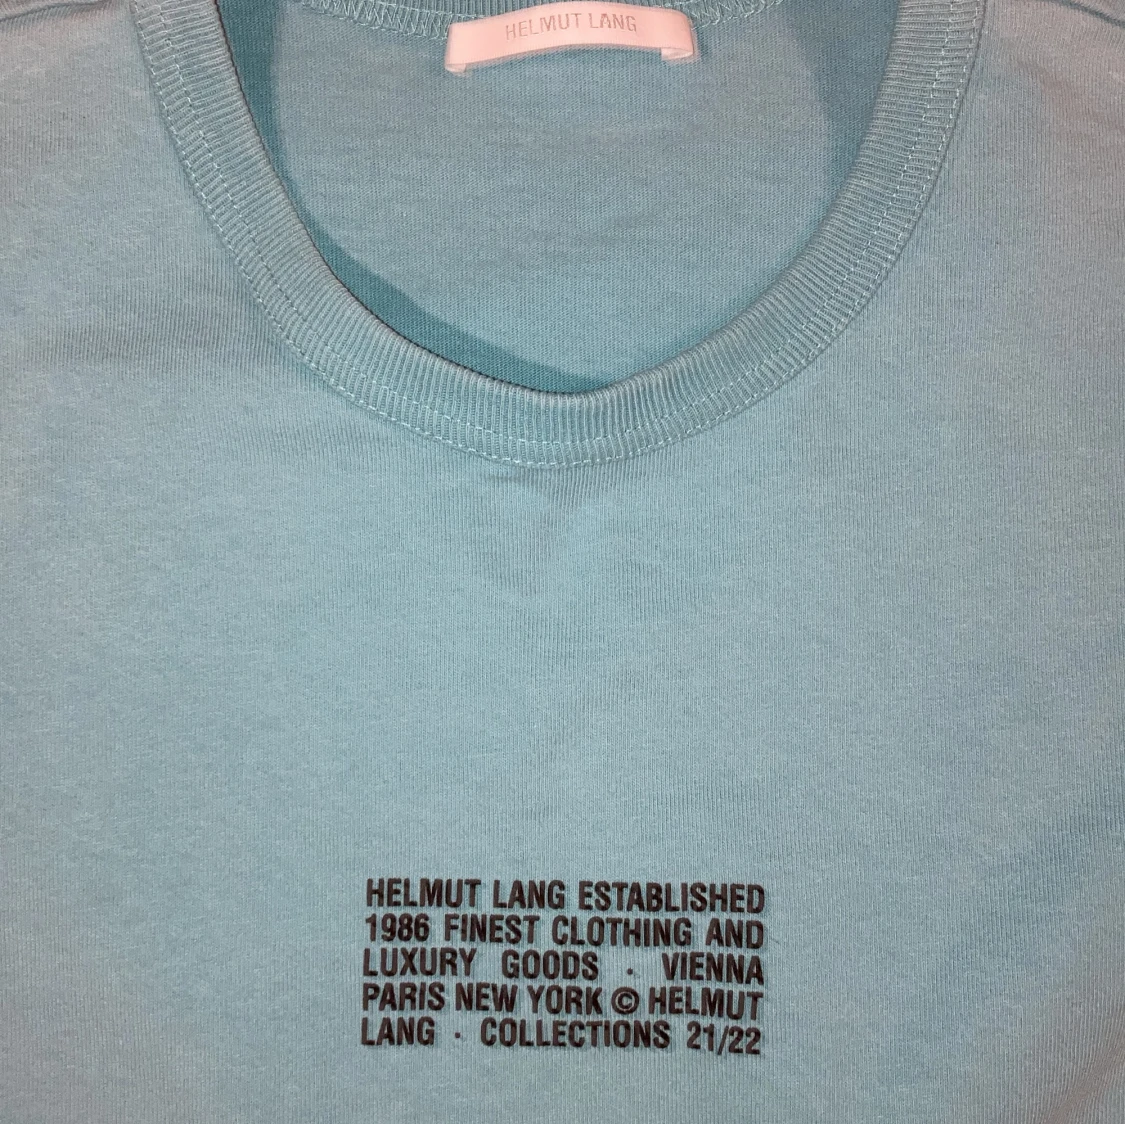 HELMUT LANG
HELMUT LANG ESTABLISHED
1986 FINEST CLOTHING AND
LUXURY GOODS · VIENNA
PARIS NEW YORK © HELMUT
LANG · COLLECTIONS 21/22